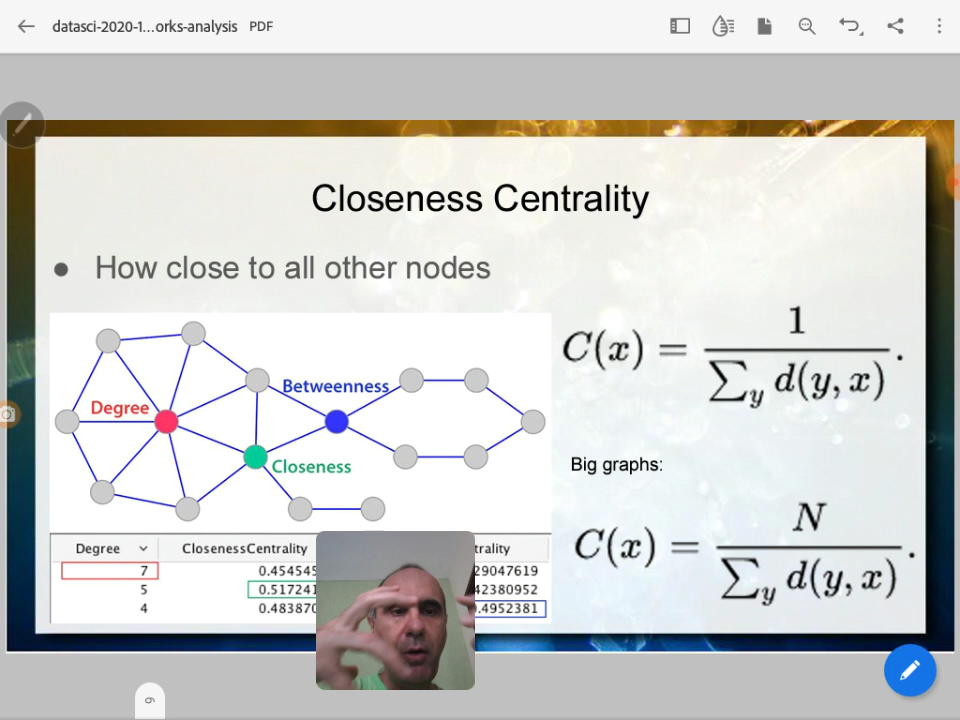 datasci-2020-1...orks-analysis PDF
Closeness Centrality
● How close to all other nodes
Betweenness
Degree
Closeness
C(x) = 1 / ∑y d(y, x) .
Big graphs:
C(x) = N / ∑y d(y, x) .
Degree ClosenessCentrality trality
7 0.454545 29047619
5 0.517241 42380952
4 0.483870 .4952381